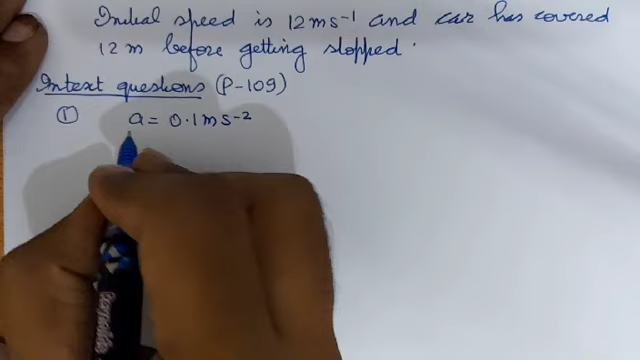 Initial speed is 12 ms⁻¹ and car has covered
12 m before getting stopped.
Intext questions (P-109)
① a = 0.1 ms⁻²
Reynolds